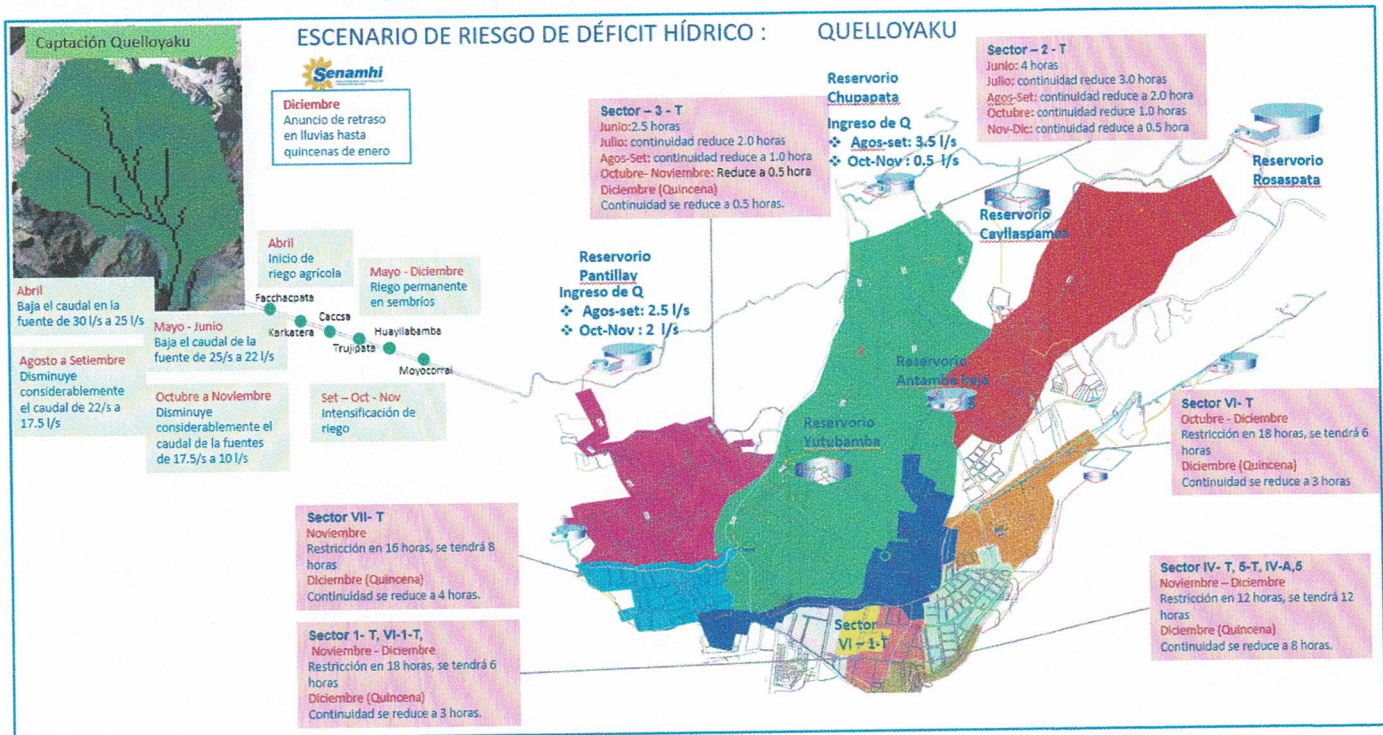 ESCENARIO DE RIESGO DE DÉFICIT HÍDRICO : QUELLOYAKU
Captación Quelloyaku
Senamhi
Diciembre
Anuncio de retraso
en lluvias hasta
quincenas de enero
Abril
Baja el caudal en la
fuente de 30 l/s a 25 l/s
Agosto a Setiembre
Disminuye
considerablemente
el caudal de 22/s a
17.5 l/s
Mayo - Junio
Baja el caudal de la
fuente de 25/s a 22 l/s
Octubre a Noviembre
Disminuye
considerablemente el
caudal de la fuentes
de 17.5/s a 10 l/s
Abril
Inicio de
riego agrícola
Mayo - Diciembre
Riego permanente
en sembríos
Facchacpata
Karkatera
Caccsa
Trujipata
Huayllabamba
Moyocorral
Set – Oct - Nov
Intensificación de
riego
Sector – 3 - T
Junio:2.5 horas
Julio: continuidad reduce 2.0 horas
Agos-Set: continuidad reduce a 1.0 hora
Octubre- Noviembre: Reduce a 0.5 hora
Diciembre (Quincena)
Continuidad se reduce a 0.5 horas.
Reservorio
Pantillay
Ingreso de Q
❖ Agos-set: 2.5 l/s
❖ Oct-Nov : 2 l/s
Reservorio
Chupapata
Ingreso de Q
❖ Agos-set: 3.5 l/s
❖ Oct-Nov : 0.5 l/s
Sector – 2 - T
Junio: 4 horas
Julio: continuidad reduce 3.0 horas
Agos-Set: continuidad reduce a 2.0 hora
Octubre: continuidad reduce 1.0 horas
Nov-Dic: continuidad reduce a 0.5 hora
Reservorio
Rosaspata
Reservorio
Cayllaspampa
Reservorio
Antamba baja
Reservorio
Yutubamba
Sector VI- T
Octubre - Diciembre
Restricción en 18 horas, se tendrá 6
horas
Diciembre (Quincena)
Continuidad se reduce a 3 horas
Sector VII- T
Noviembre
Restricción en 16 horas, se tendrá 8
horas
Diciembre (Quincena)
Continuidad se reduce a 4 horas.
Sector 1- T, VI-1-T,
Noviembre - Diciembre
Restricción en 18 horas, se tendrá 6
horas
Diciembre (Quincena)
Continuidad se reduce a 3 horas.
Sector
VI – 1-T
Sector IV- T, 5-T, IV-A,5
Noviembre – Diciembre
Restricción en 12 horas, se tendrá 12
horas
Diciembre (Quincena)
Continuidad se reduce a 8 horas.